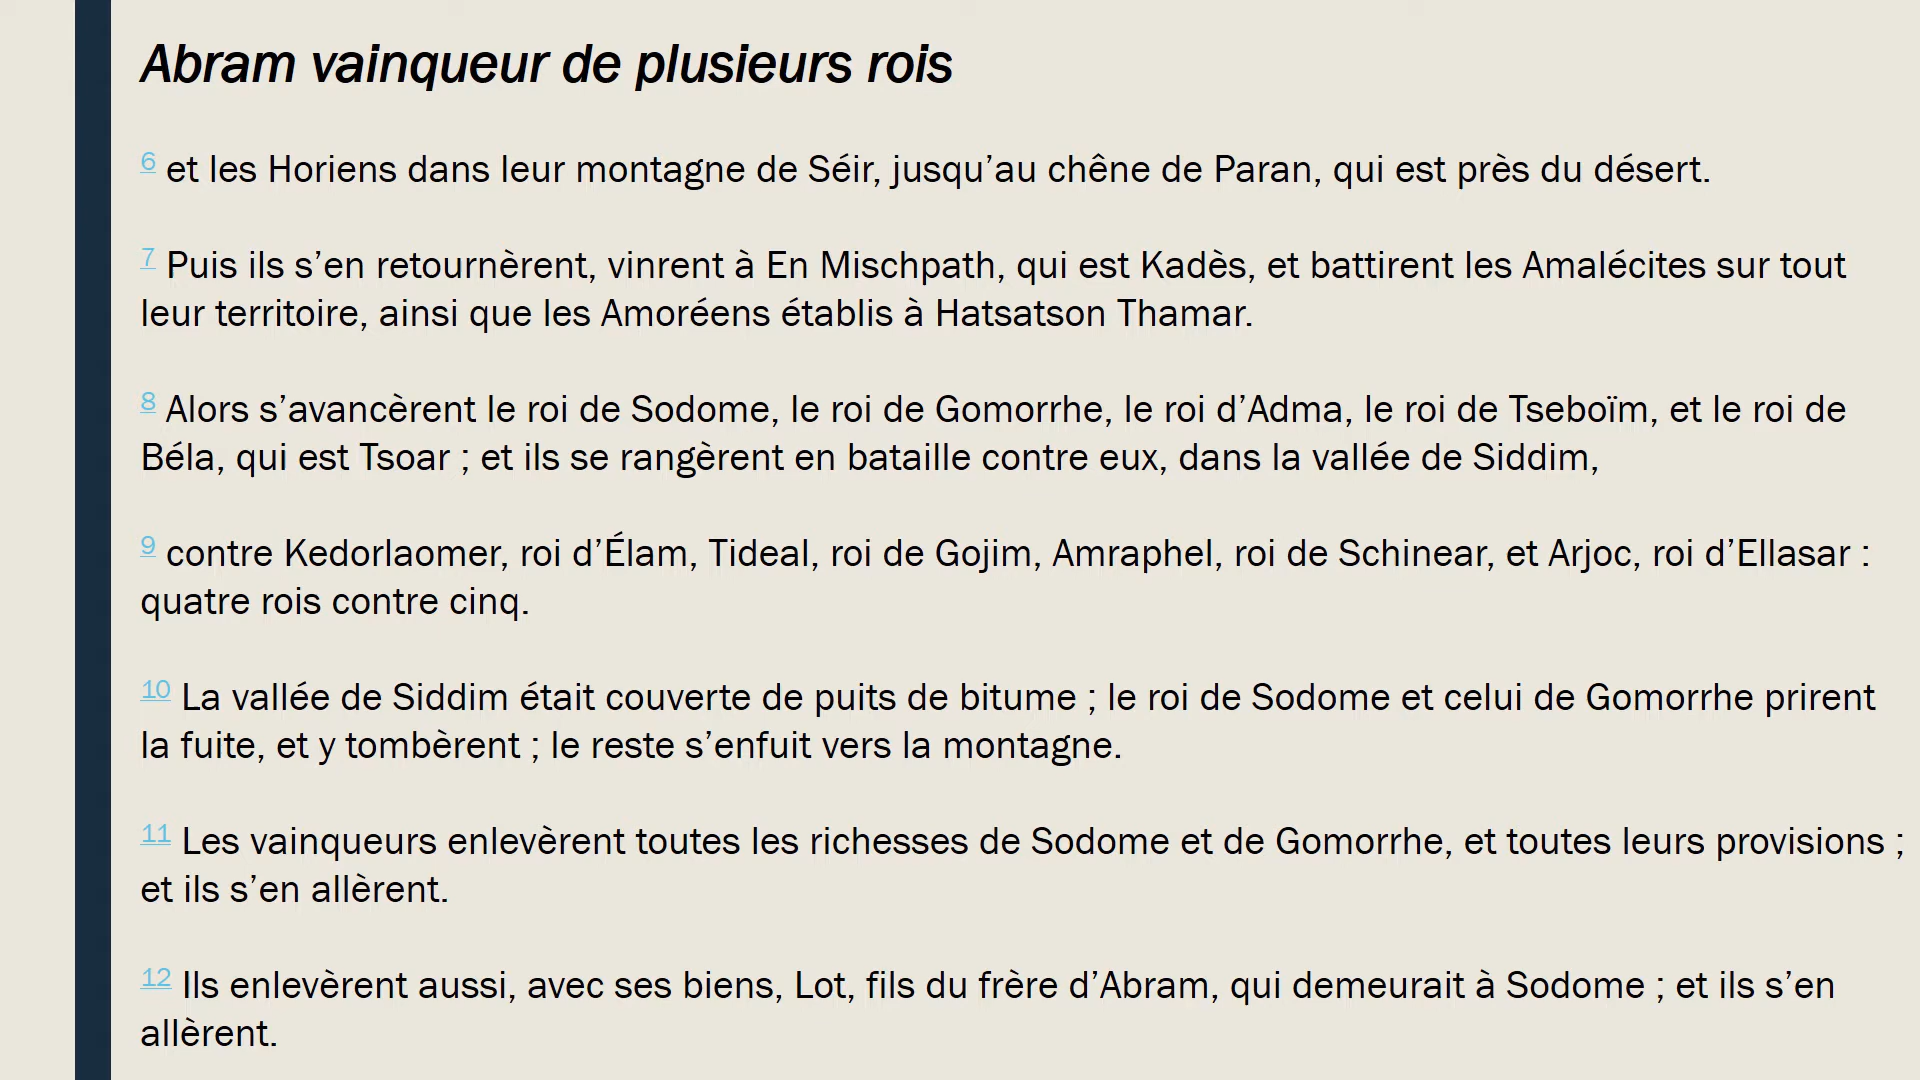 Abram vainqueur de plusieurs rois
6 et les Horiens dans leur montagne de Séir, jusqu’au chêne de Paran, qui est près du désert.
7 Puis ils s’en retournèrent, vinrent à En Mischpath, qui est Kadès, et battirent les Amalécites sur tout
leur territoire, ainsi que les Amoréens établis à Hatsatson Thamar.
8 Alors s’avancèrent le roi de Sodome, le roi de Gomorrhe, le roi d’Adma, le roi de Tseboïm, et le roi de
Béla, qui est Tsoar ; et ils se rangèrent en bataille contre eux, dans la vallée de Siddim,
9 contre Kedorlaomer, roi d’Élam, Tideal, roi de Gojim, Amraphel, roi de Schinear, et Arjoc, roi d’Ellasar :
quatre rois contre cinq.
10 La vallée de Siddim était couverte de puits de bitume ; le roi de Sodome et celui de Gomorrhe prirent
la fuite, et y tombèrent ; le reste s’enfuit vers la montagne.
11 Les vainqueurs enlevèrent toutes les richesses de Sodome et de Gomorrhe, et toutes leurs provisions ;
et ils s’en allèrent.
12 Ils enlevèrent aussi, avec ses biens, Lot, fils du frère d’Abram, qui demeurait à Sodome ; et ils s’en
allèrent.